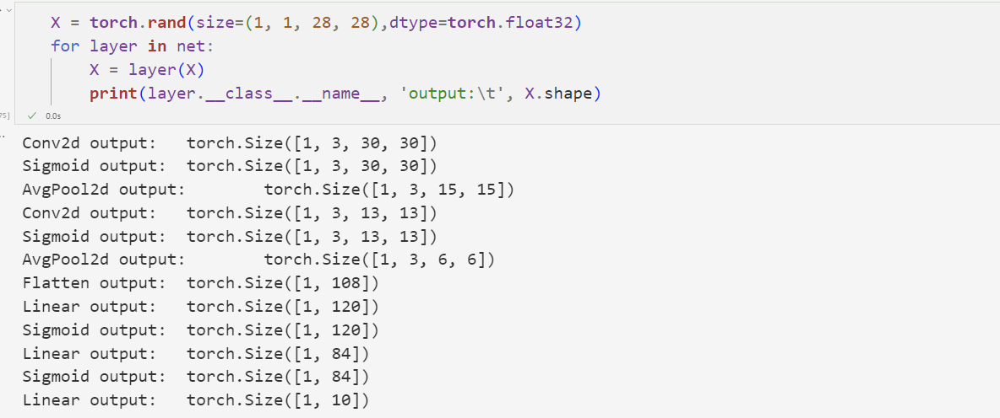 X = torch.rand(size=(1, 1, 28, 28),dtype=torch.float32)
for layer in net:
    X = layer(X)
    print(layer.__class__.__name__, 'output:\t', X.shape)
75]
0.0s
Conv2d output:   torch.Size([1, 3, 30, 30])
Sigmoid output:  torch.Size([1, 3, 30, 30])
AvgPool2d output:        torch.Size([1, 3, 15, 15])
Conv2d output:   torch.Size([1, 3, 13, 13])
Sigmoid output:  torch.Size([1, 3, 13, 13])
AvgPool2d output:        torch.Size([1, 3, 6, 6])
Flatten output:  torch.Size([1, 108])
Linear output:   torch.Size([1, 120])
Sigmoid output:  torch.Size([1, 120])
Linear output:   torch.Size([1, 84])
Sigmoid output:  torch.Size([1, 84])
Linear output:   torch.Size([1, 10])